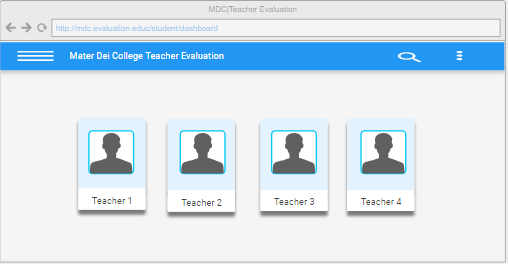 MDC|Teacher Evaluation
http://mdc.evaluation.educ/student/dashboard
Mater Dei College Teacher Evaluation
Teacher 1
Teacher 2
Teacher 3
Teacher 4